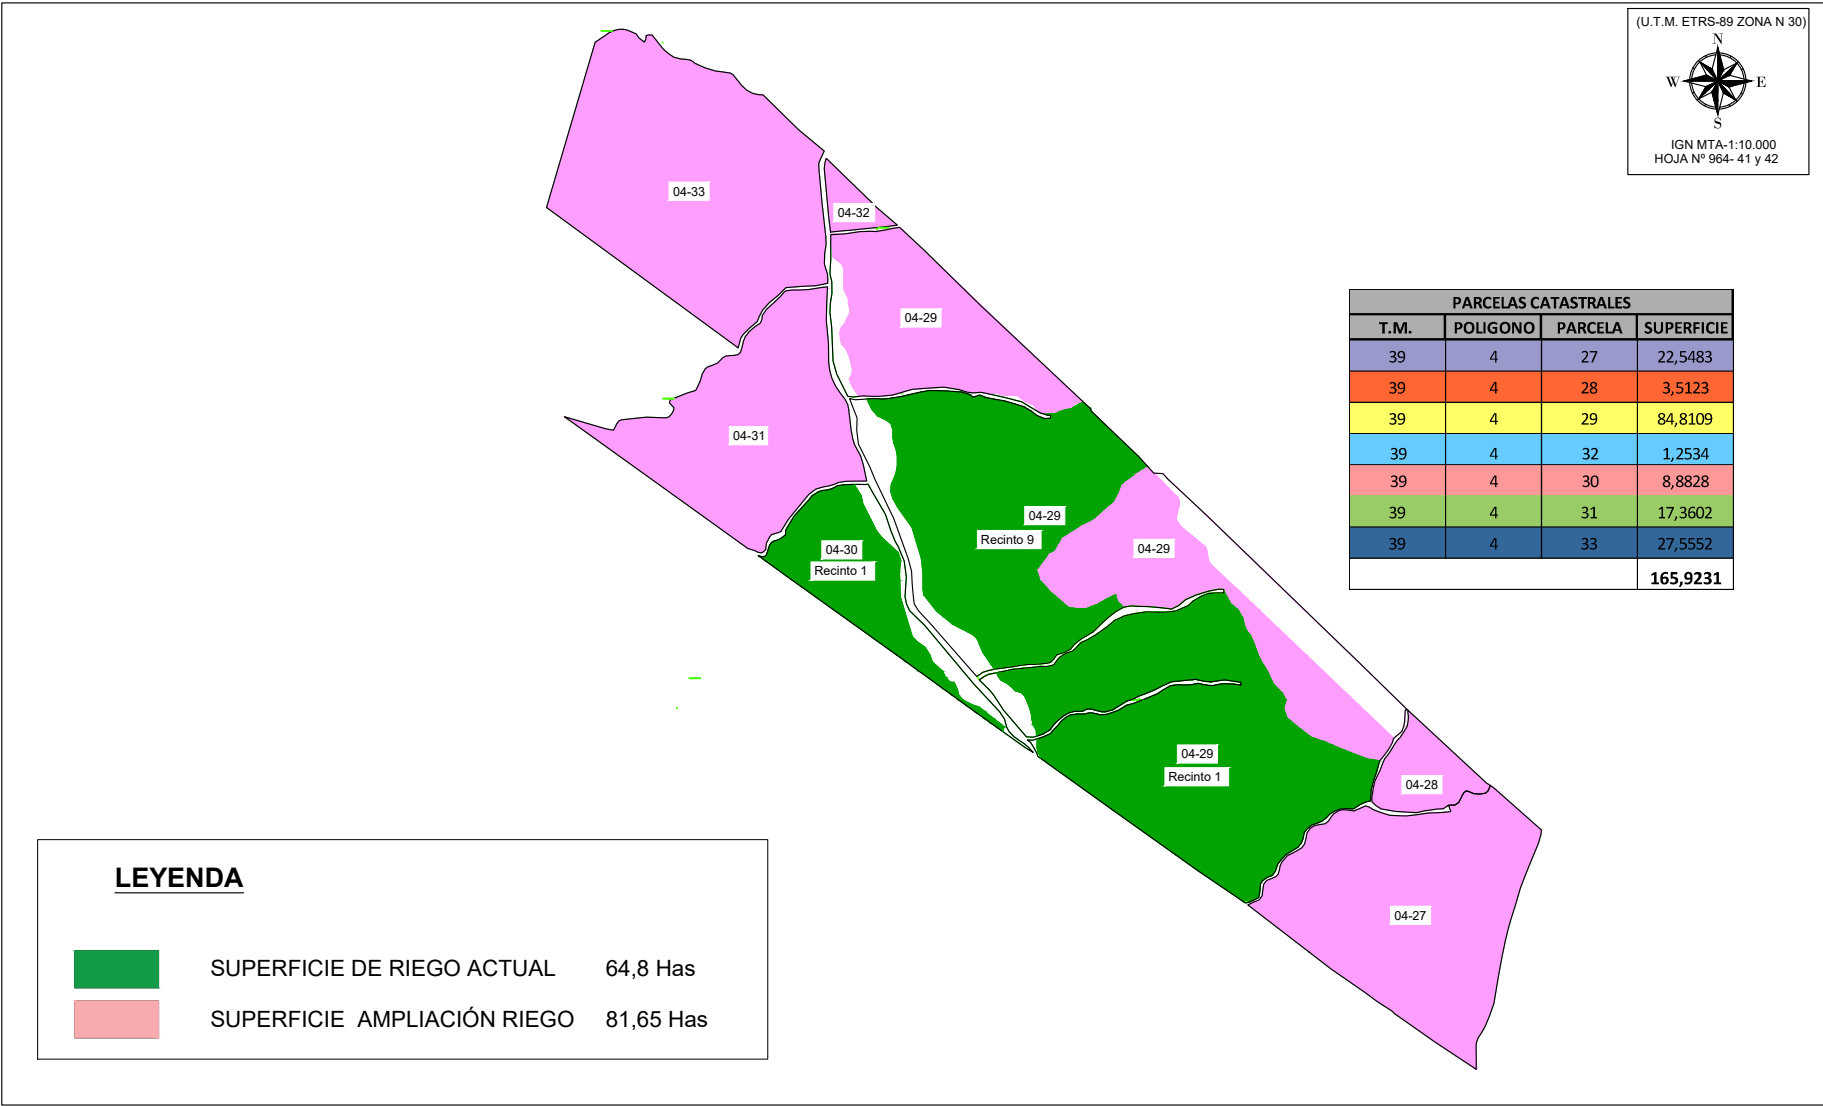 (U.T.M. ETRS-89 ZONA N 30)
N
W E
S
IGN MTA-1:10.000
HOJA Nº 964- 41 y 42
04-33
04-32
04-29
04-31
04-29
Recinto 9
04-29
04-30
Recinto 1
04-29
Recinto 1
04-28
04-27
PARCELAS CATASTRALES
T.M. POLIGONO PARCELA SUPERFICIE
39 4 27 22,5483
39 4 28 3,5123
39 4 29 84,8109
39 4 32 1,2534
39 4 30 8,8828
39 4 31 17,3602
39 4 33 27,5552
165,9231
LEYENDA
SUPERFICIE DE RIEGO ACTUAL 64,8 Has
SUPERFICIE AMPLIACIÓN RIEGO 81,65 Has